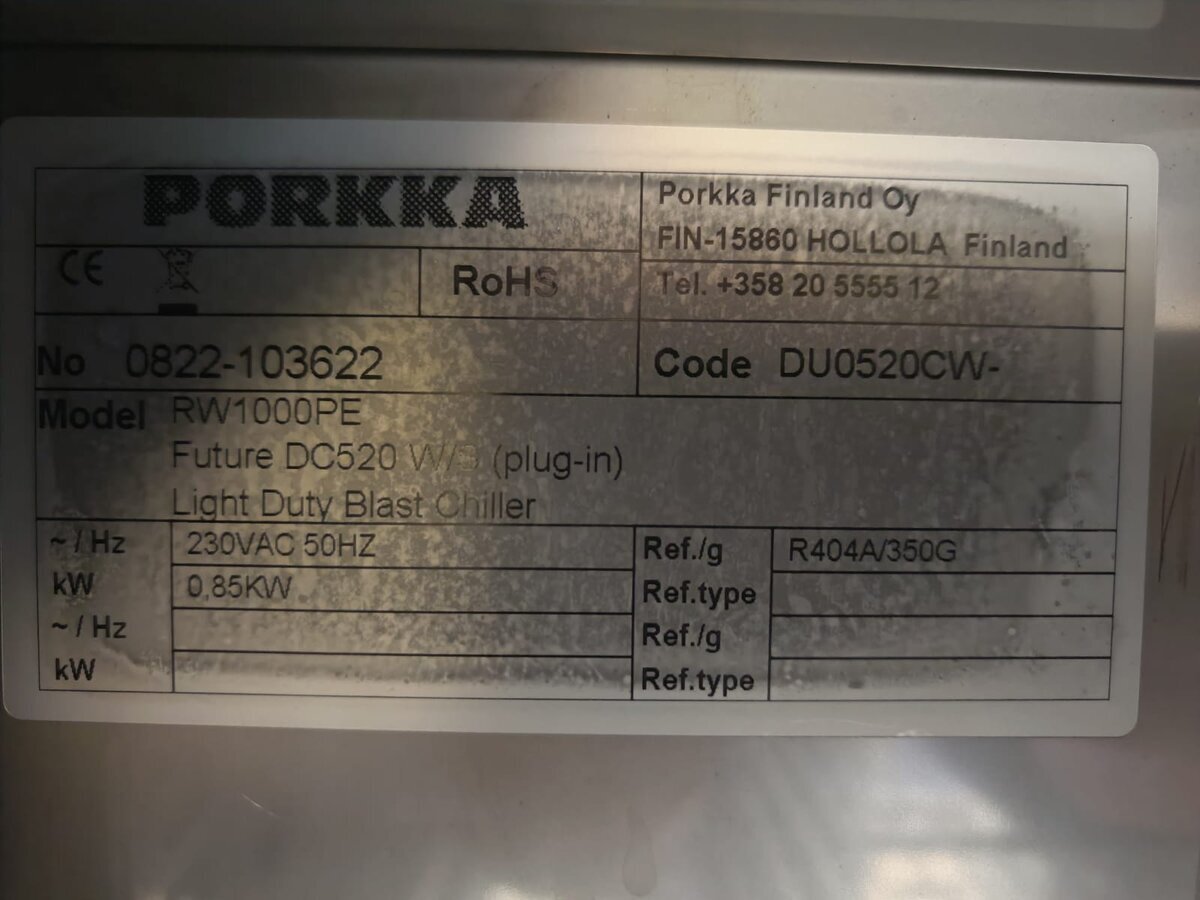 PORKKA
Porkka Finland Oy
FIN-15860 HOLLOLA Finland
CE
RoHS
Tel. +358 20 5555 12
No 0822-103622
Code DU0520CW-
Model RW1000PE
Future DC520 W/S (plug-in)
Light Duty Blast Chiller
~ / Hz 230VAC 50HZ
Ref./g R404A/350G
kW 0,85KW
Ref.type
~ / Hz
Ref./g
kW
Ref.type